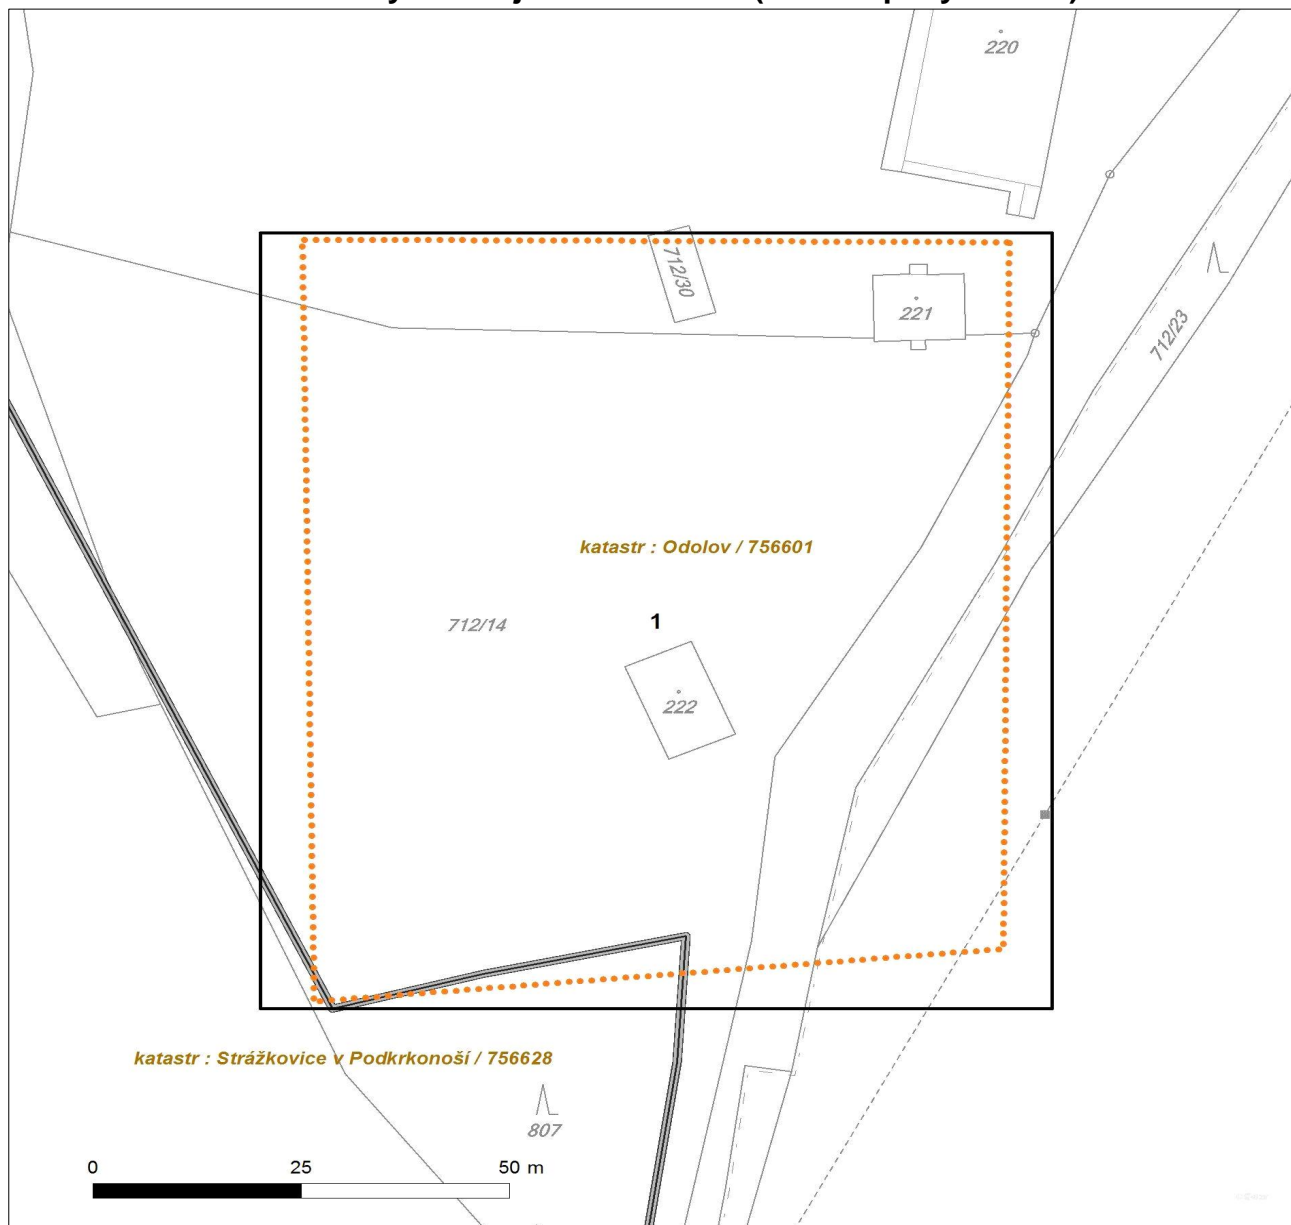 220
712/30
221
712/23
katastr : Odolov / 756601
712/14
1
222
katastr : Strážkovice v Podkrkonoší / 756628
807
0 25 50 m